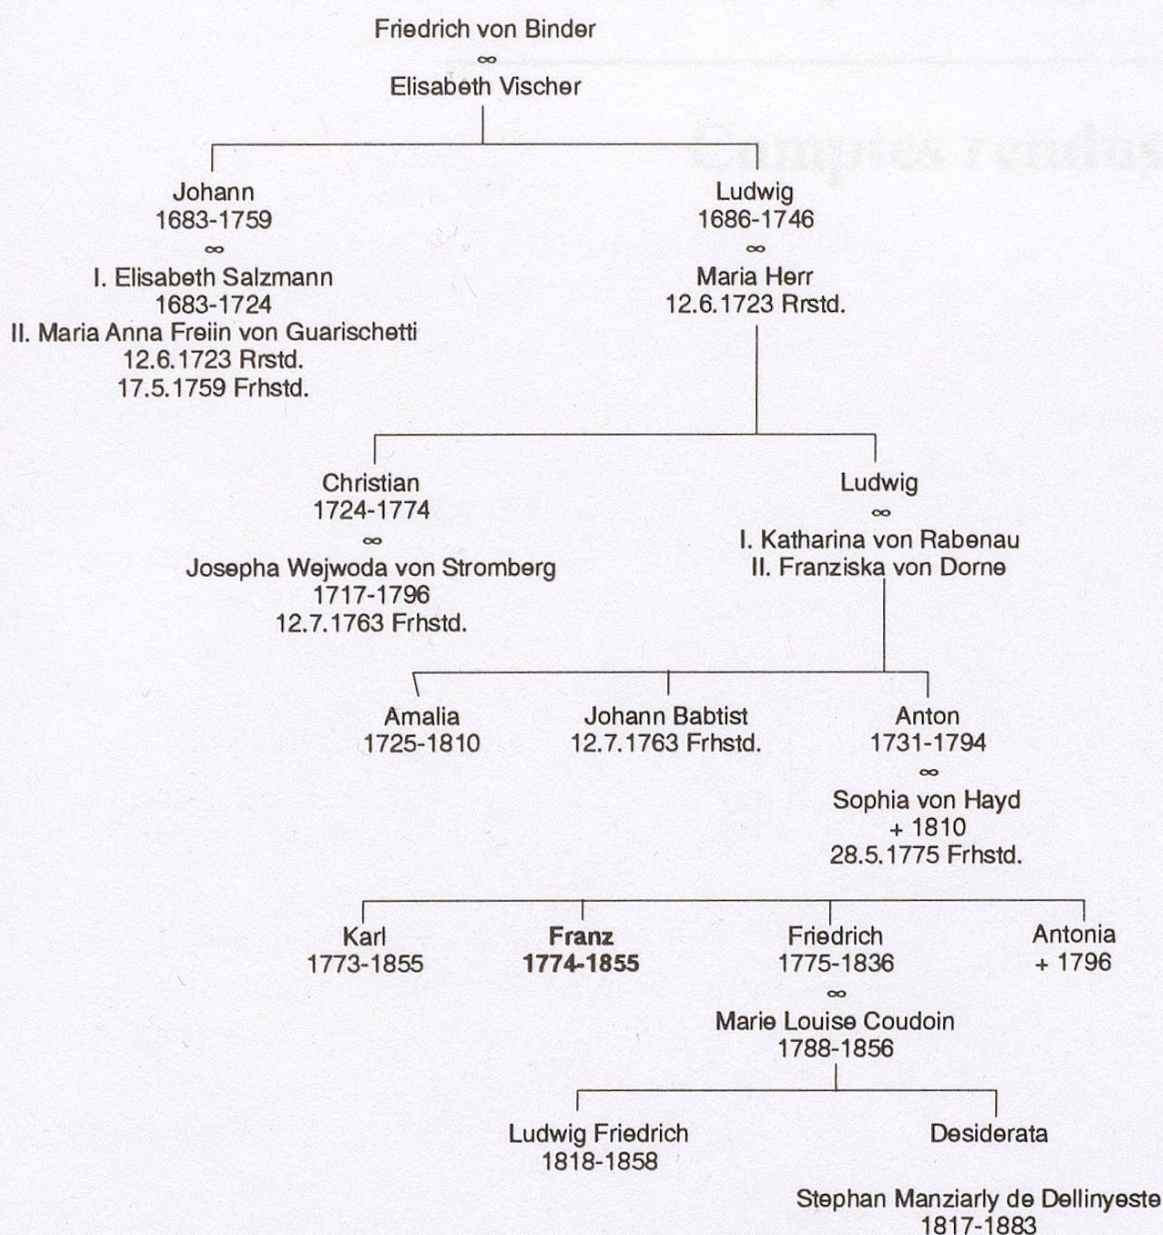 Friedrich von Binder
∞
Elisabeth Vischer
Comptes rendus
Johann
1683-1759
∞
I. Elisabeth Salzmann
1683-1724
II. Maria Anna Freiin von Guarischetti
12.6.1723 Rrstd.
17.5.1759 Frhstd.
Ludwig
1686-1746
∞
Maria Herr
12.6.1723 Rrstd.
Christian
1724-1774
∞
Josepha Wejwoda von Stromberg
1717-1796
12.7.1763 Frhstd.
Ludwig
∞
I. Katharina von Rabenau
II. Franziska von Dorne
Amalia
1725-1810
Johann Babtist
12.7.1763 Frhstd.
Anton
1731-1794
∞
Sophia von Hayd
+ 1810
28.5.1775 Frhstd.
Karl
1773-1855
Franz
1774-1855
Friedrich
1775-1836
∞
Marie Louise Coudoin
1788-1856
Antonia
+ 1796
Ludwig Friedrich
1818-1858
Desiderata
Stephan Manziarly de Dellinyeste
1817-1883